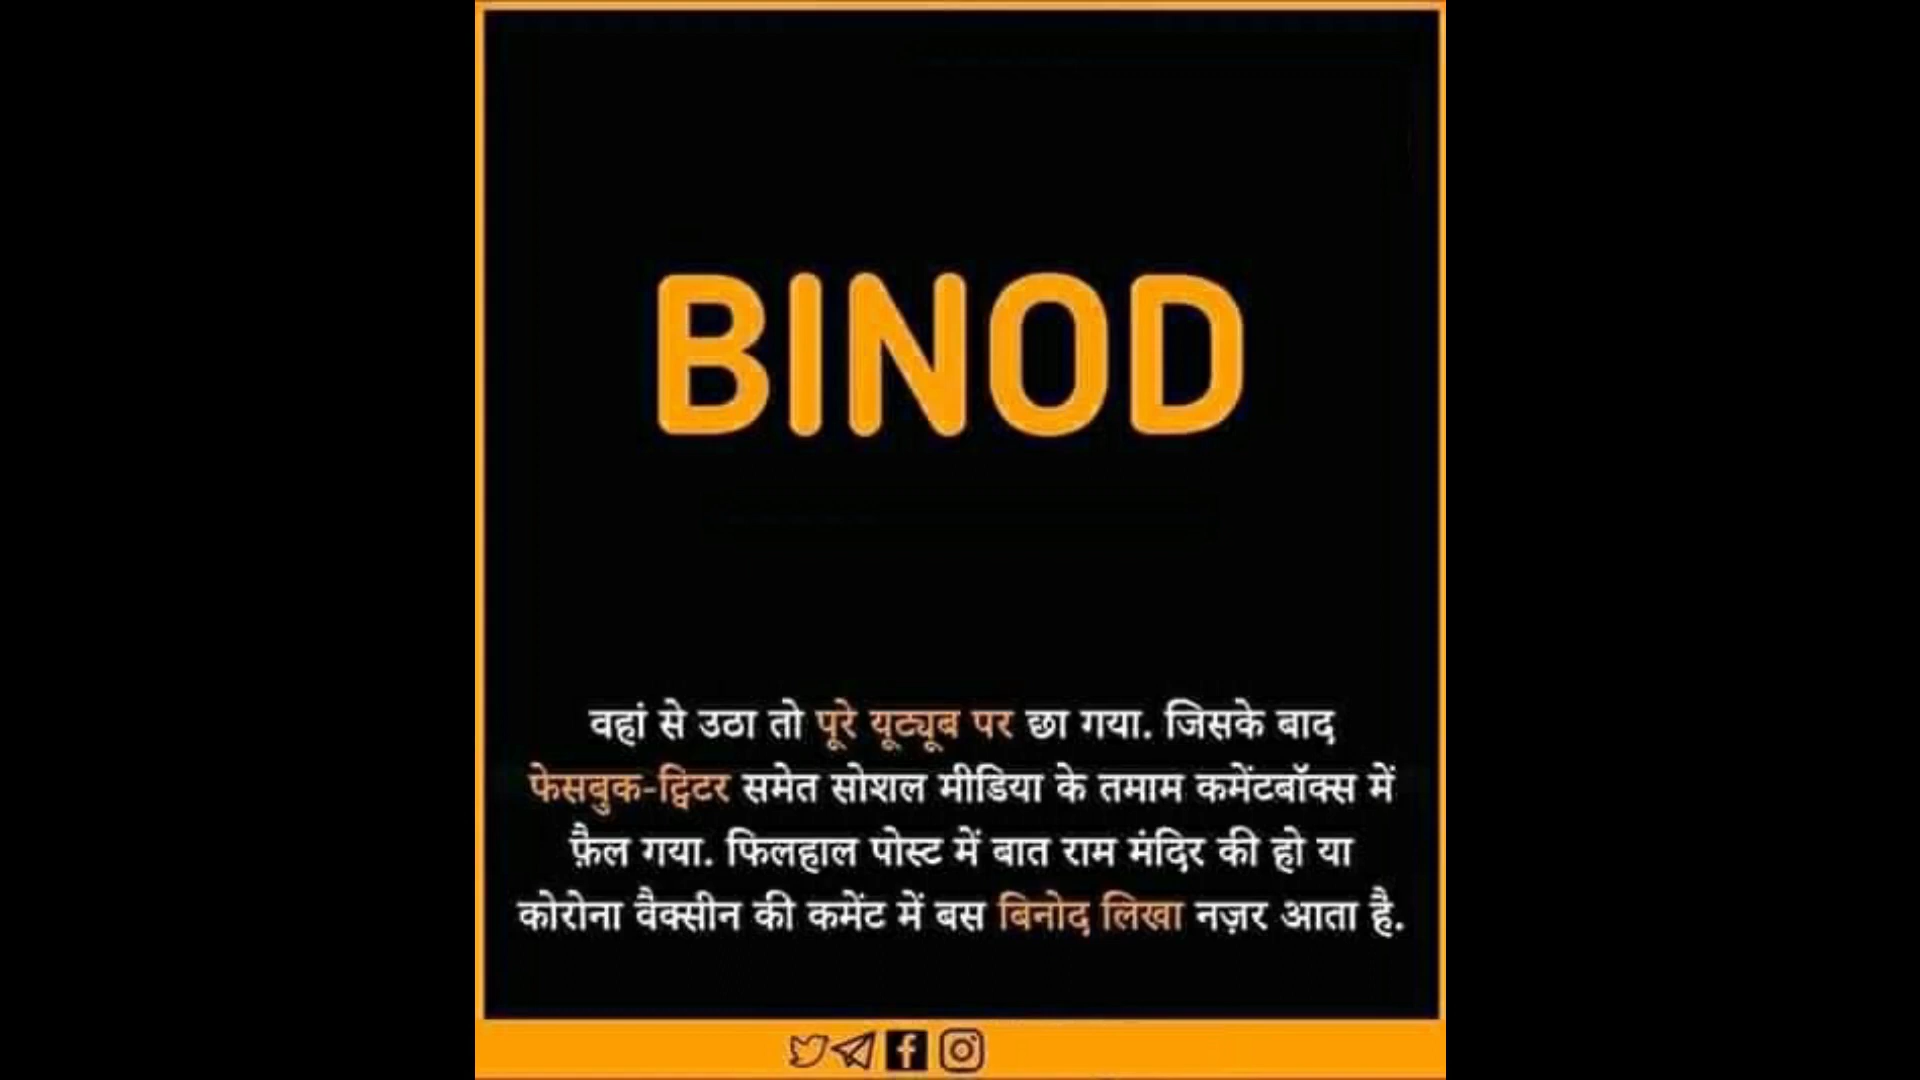 BINOD
वहां से उठा तो पूरे यूट्यूब पर छा गया. जिसके बाद
फेसबुक-ट्विटर समेत सोशल मीडिया के तमाम कमेंटबॉक्स में
फ़ैल गया. फिलहाल पोस्ट में बात राम मंदिर की हो या
कोरोना वैक्सीन की कमेंट में बस बिनोद लिखा नज़र आता है.